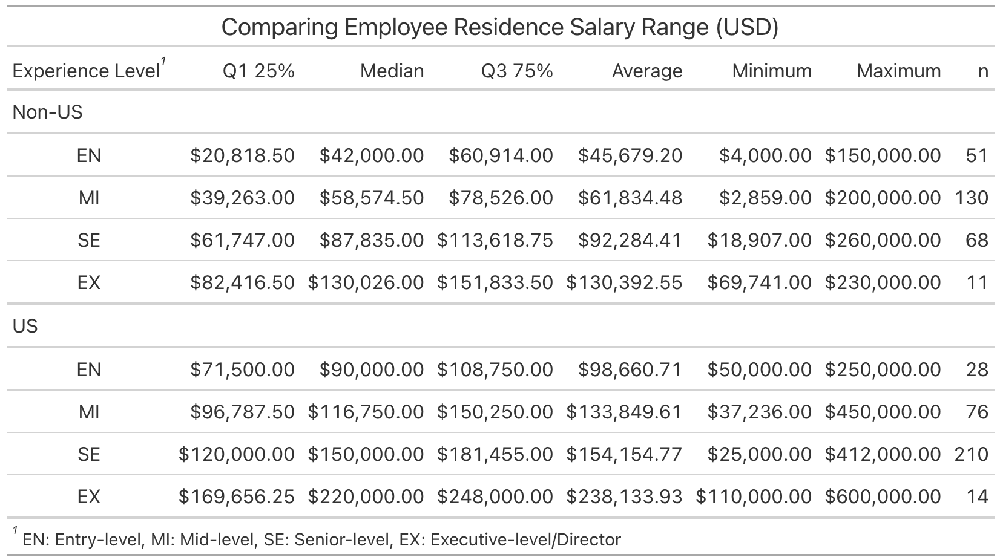 Comparing Employee Residence Salary Range (USD)
Experience Level1 Q1 25% Median Q3 75% Average Minimum Maximum n
Non-US
EN $20,818.50 $42,000.00 $60,914.00 $45,679.20 $4,000.00 $150,000.00 51
MI $39,263.00 $58,574.50 $78,526.00 $61,834.48 $2,859.00 $200,000.00 130
SE $61,747.00 $87,835.00 $113,618.75 $92,284.41 $18,907.00 $260,000.00 68
EX $82,416.50 $130,026.00 $151,833.50 $130,392.55 $69,741.00 $230,000.00 11
US
EN $71,500.00 $90,000.00 $108,750.00 $98,660.71 $50,000.00 $250,000.00 28
MI $96,787.50 $116,750.00 $150,250.00 $133,849.61 $37,236.00 $450,000.00 76
SE $120,000.00 $150,000.00 $181,455.00 $154,154.77 $25,000.00 $412,000.00 210
EX $169,656.25 $220,000.00 $248,000.00 $238,133.93 $110,000.00 $600,000.00 14
1 EN: Entry-level, MI: Mid-level, SE: Senior-level, EX: Executive-level/Director